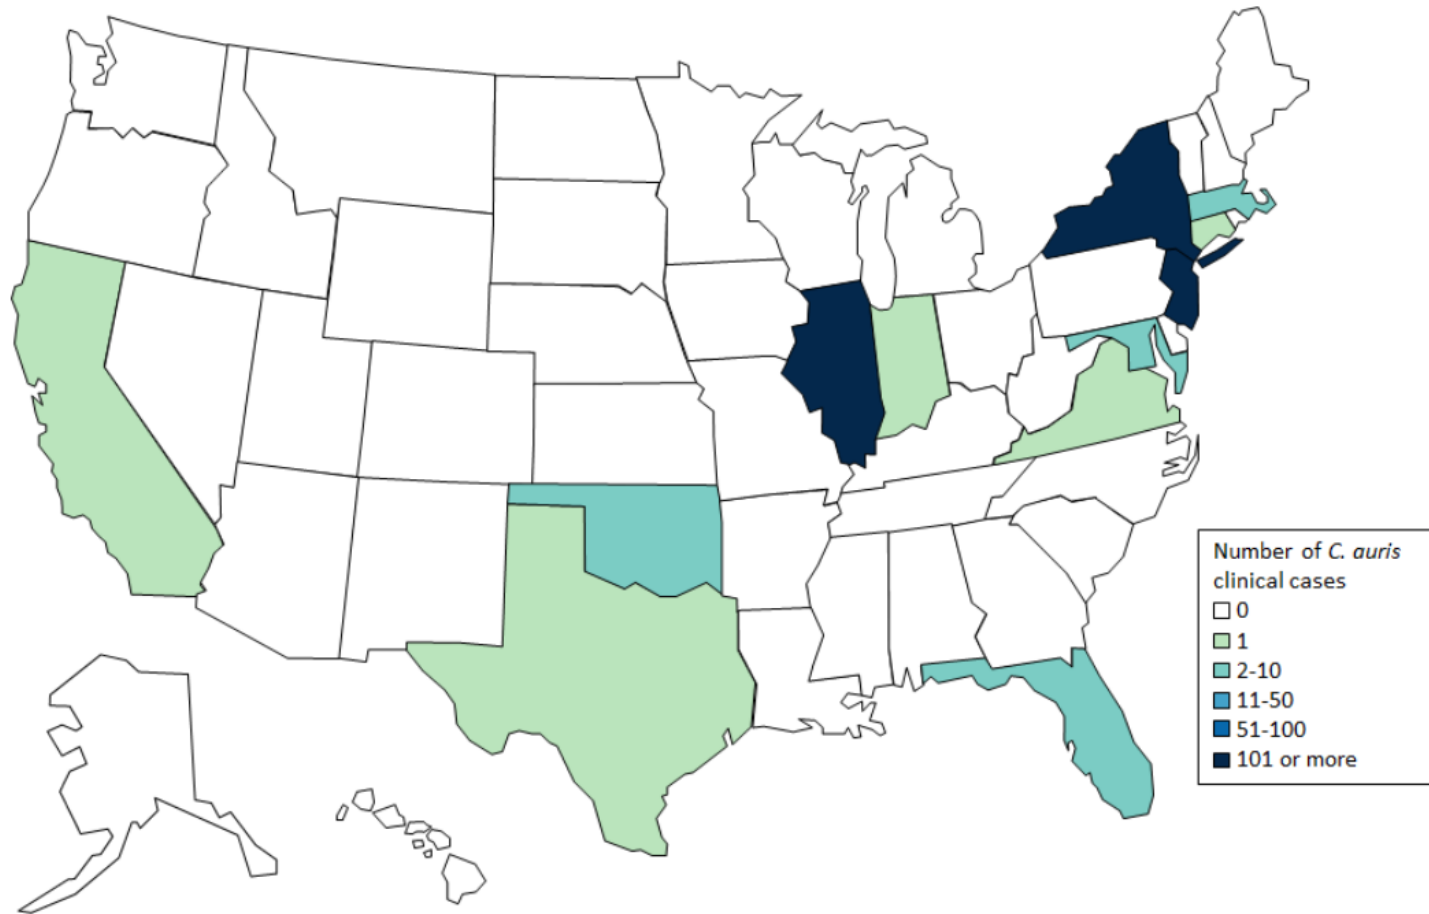 Number of C. auris
clinical cases
0
1
2-10
11-50
51-100
101 or more